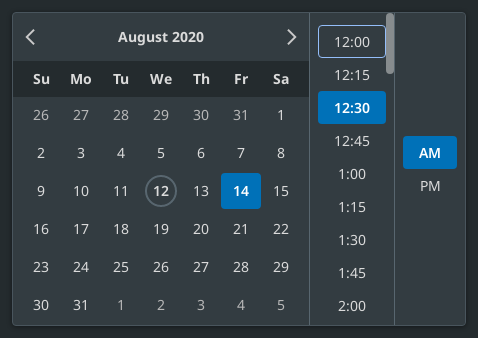 August 2020
Su Mo Tu We Th Fr Sa
26 27 28 29 30 31 1
2 3 4 5 6 7 8
9 10 11 12 13 14 15
16 17 18 19 20 21 22
23 24 25 26 27 28 29
30 31 1 2 3 4 5
12:00
12:15
12:30
12:45
1:00
1:15
1:30
1:45
2:00
AM
PM